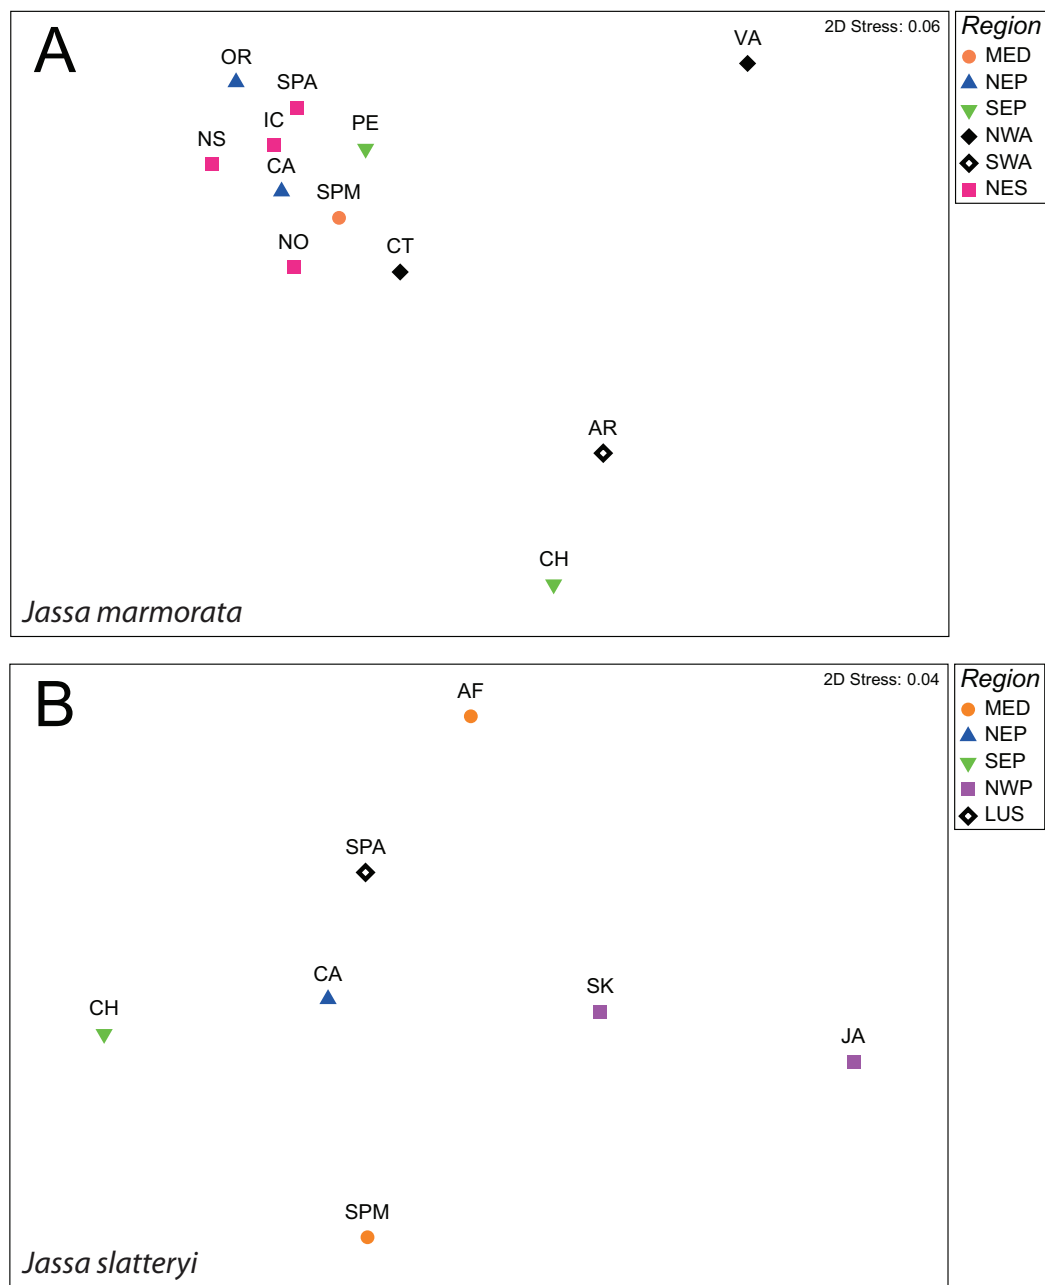 A
2D Stress: 0.06
OR
VA
SPA
IC
PE
NS
CA
SPM
NO
CT
AR
CH
Jassa marmorata
Region
MED
NEP
SEP
NWA
SWA
NES
B
2D Stress: 0.04
AF
SPA
CA
SK
CH
JA
SPM
Jassa slatteryi
Region
MED
NEP
SEP
NWP
LUS